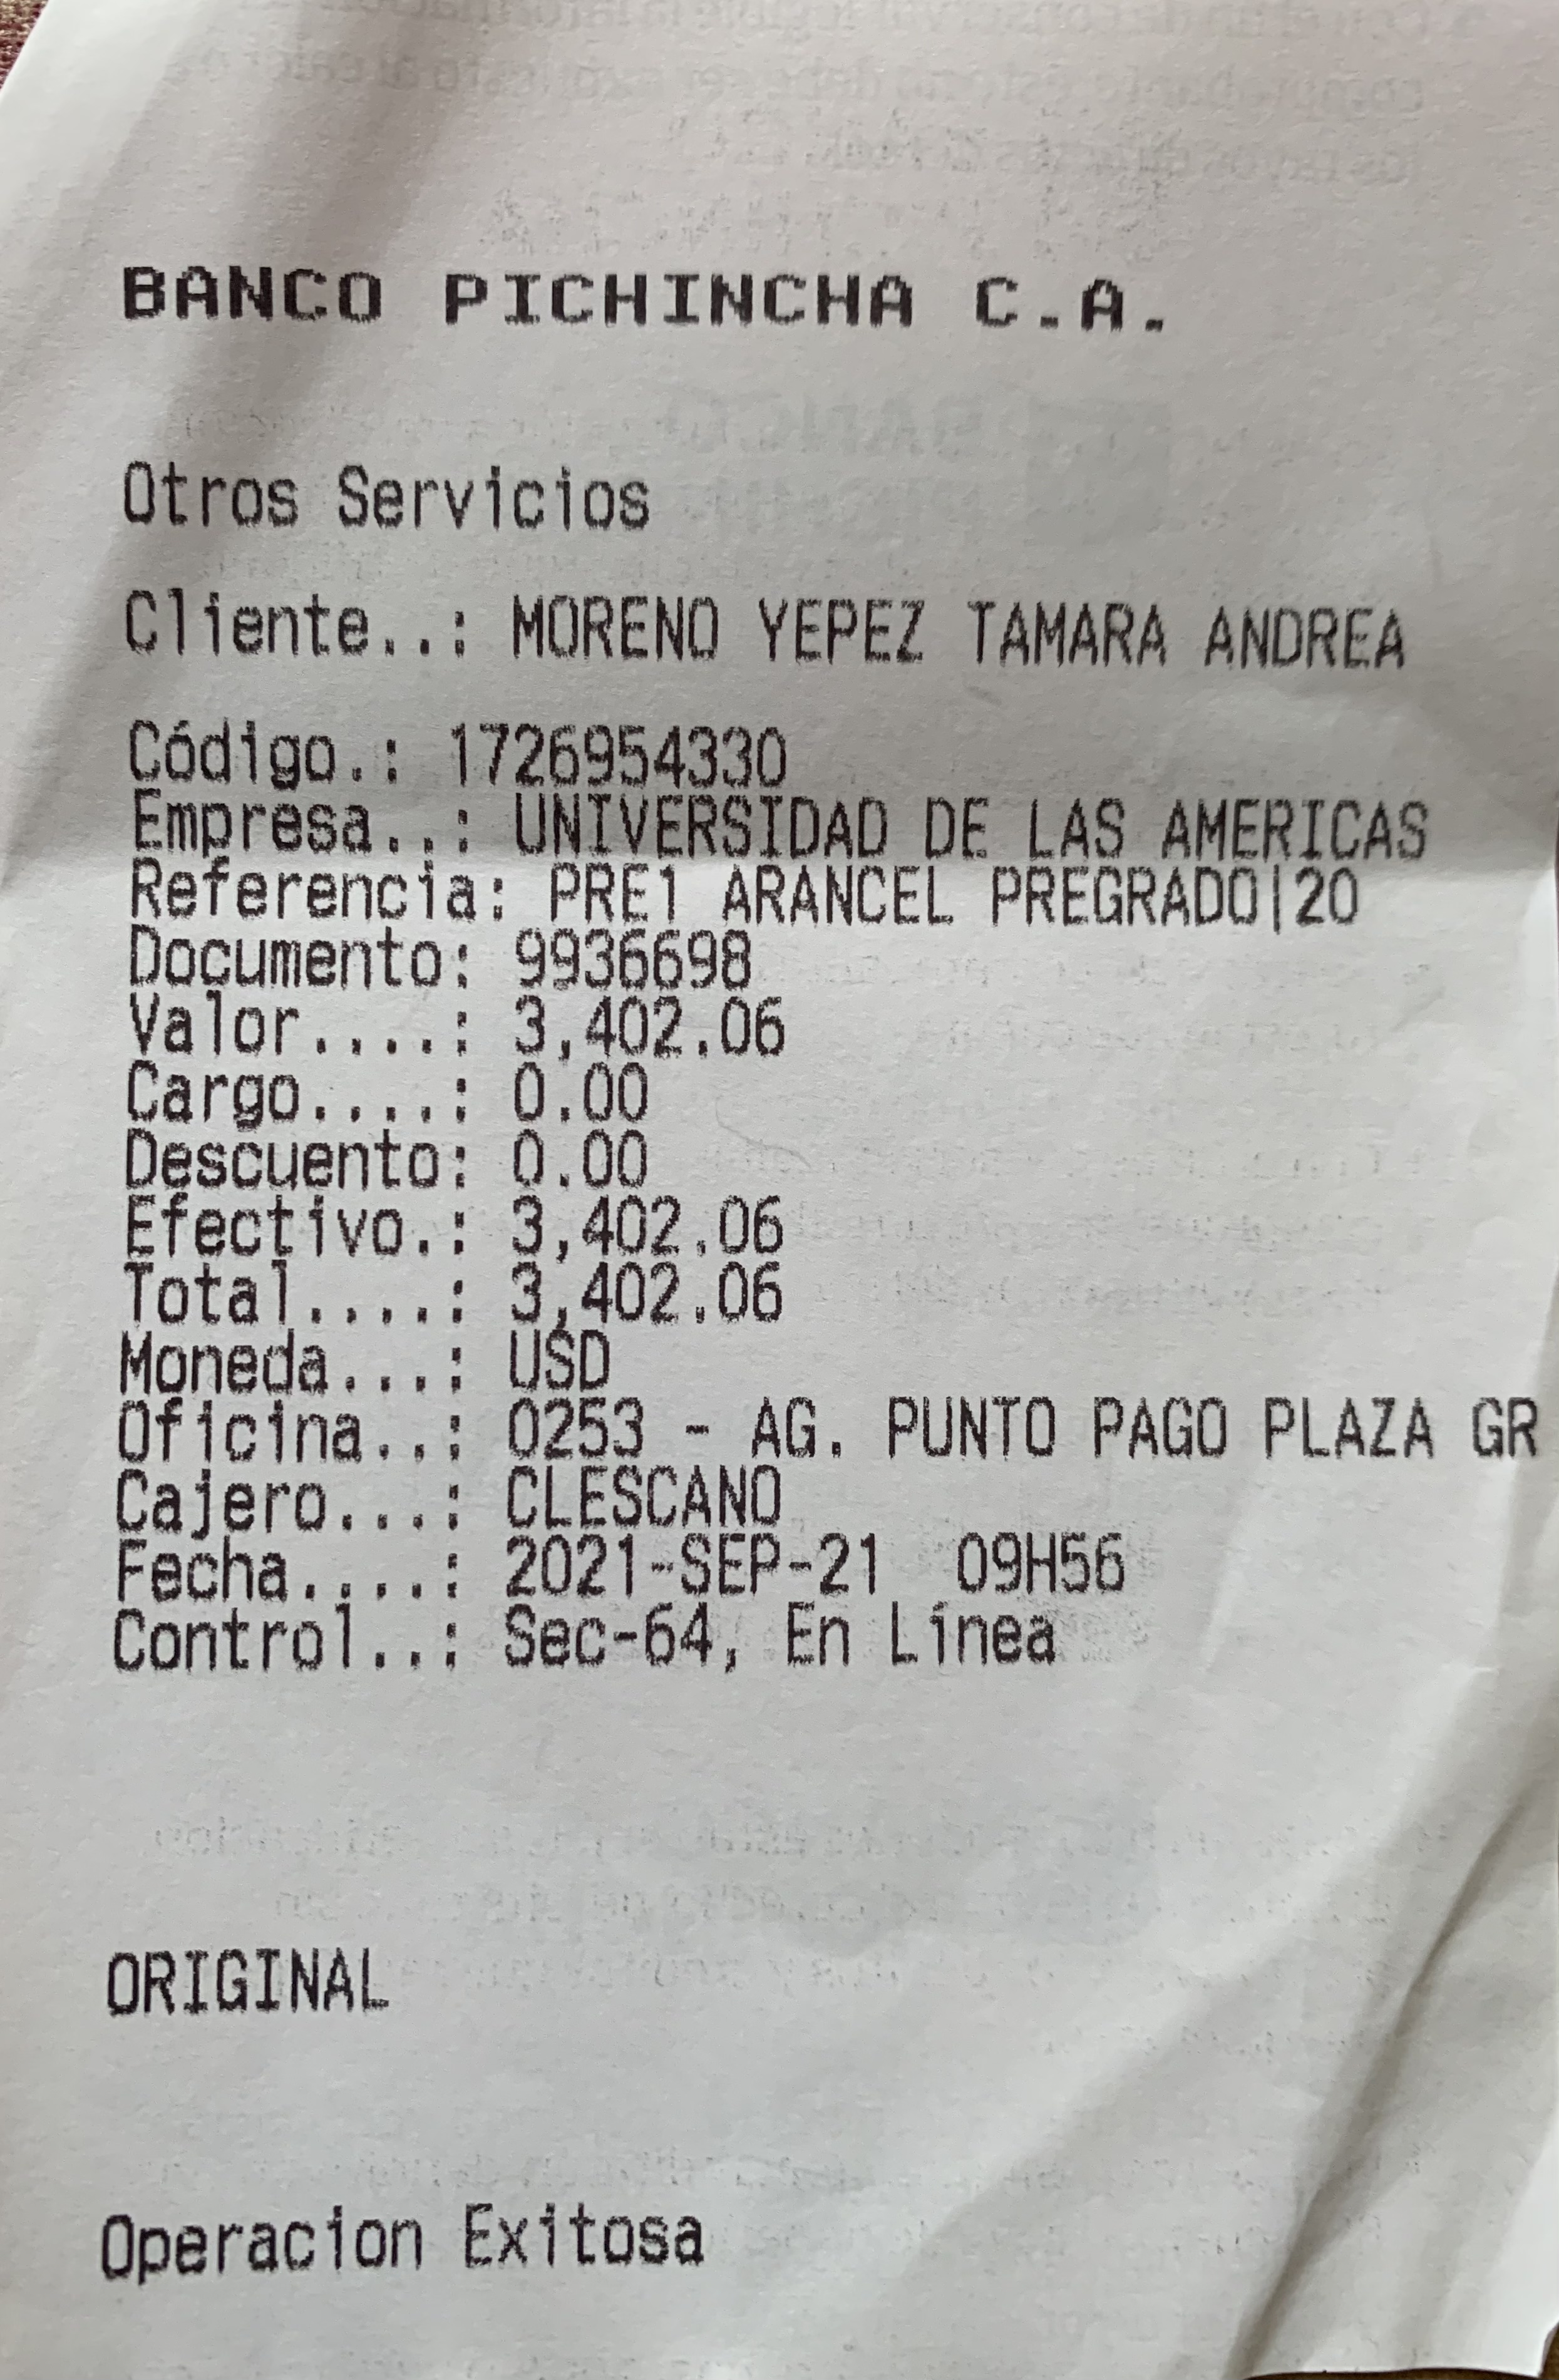 BANCO PICHINCHA C.A.
Otros Servicios
Cliente..: MORENO YEPEZ TAMARA ANDREA
Código.: 1726954330
Empresa..: UNIVERSIDAD DE LAS AMERICAS
Referencia: PRE1 ARANCEL PREGRADO|20
Documento: 9936698
Valor....: 3,402.06
Cargo....: 0.00
Descuento: 0.00
Efectivo.: 3,402.06
Total....: 3,402.06
Moneda...: USD
Oficina..: 0253 - AG. PUNTO PAGO PLAZA GR
Cajero...: CLESCANO
Fecha....: 2021-SEP-21 09H56
Control..: Sec-64, En Línea
ORIGINAL
Operacion Exitosa